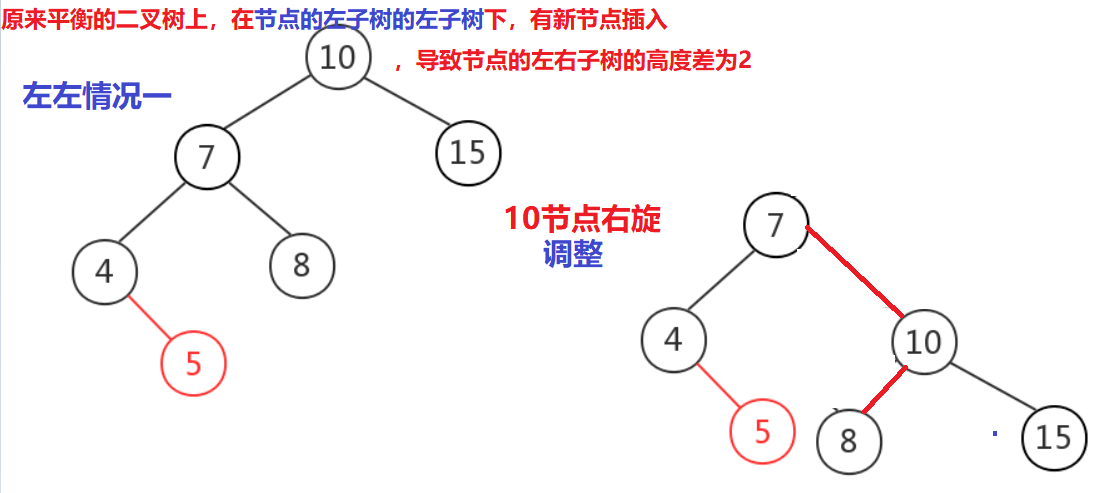 原来平衡的二叉树上，在节点的左子树的左子树下，有新节点插入
，导致节点的左右子树的高度差为2
左左情况一
10
7
15
4
8
5
10节点右旋
调整
7
4
10
5
8
15